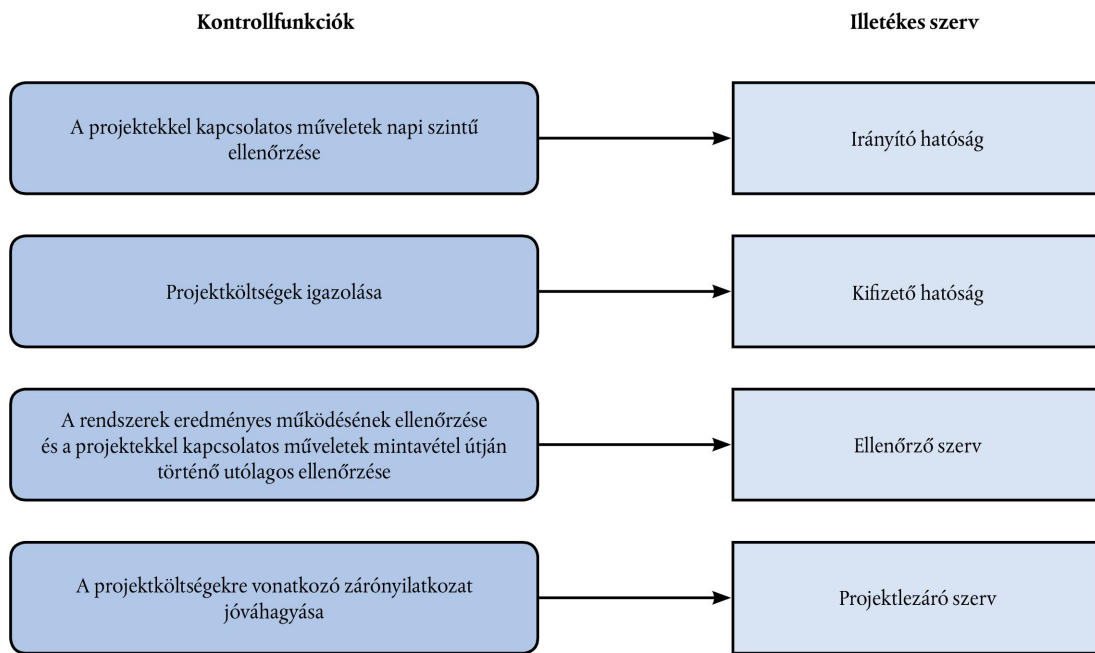 Kontrollfunkciók
Illetékes szerv
A projektekkel kapcsolatos műveletek napi szintű
ellenőrzése
Irányító hatóság
Projektköltségek igazolása
Kifizető hatóság
A rendszerek eredményes működésének ellenőrzése
és a projektekkel kapcsolatos műveletek mintavétel útján
történő utólagos ellenőrzése
Ellenőrző szerv
A projektköltségekre vonatkozó zárónyilatkozat
jóváhagyása
Projektlezáró szerv